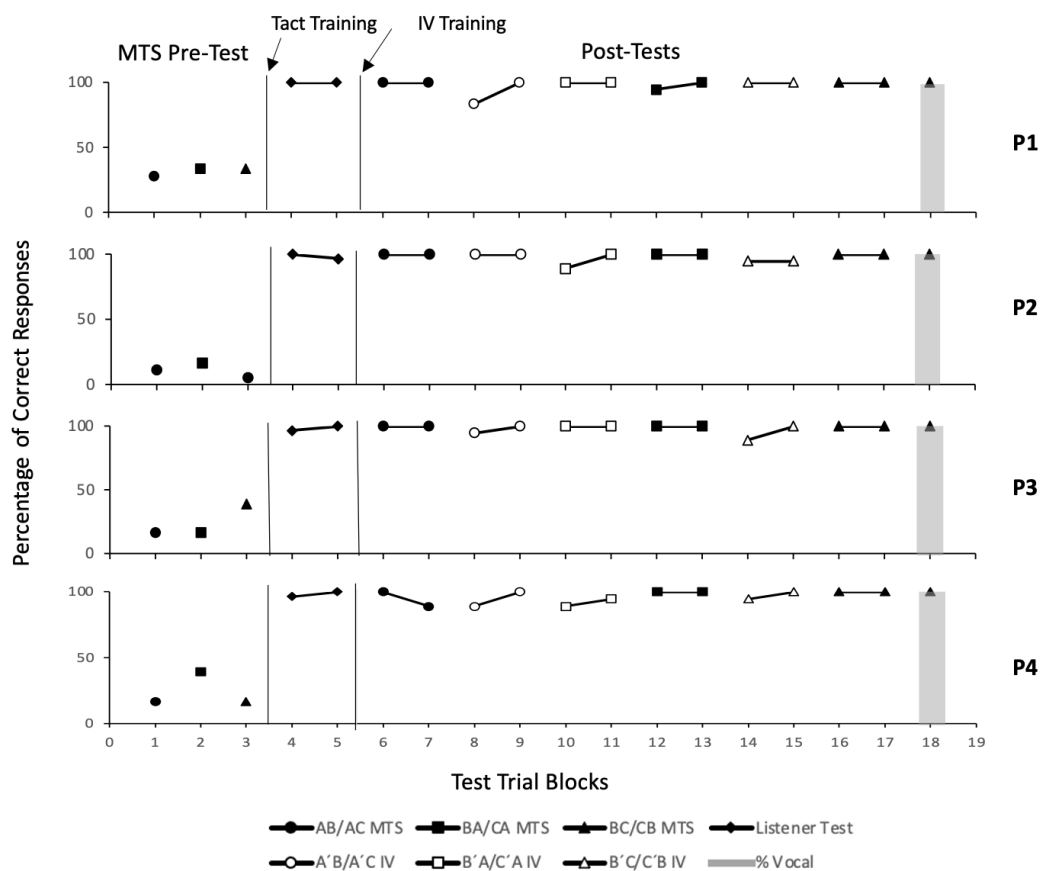 Tact Training IV Training
MTS Pre-Test Post-Tests
100
50
0
P1
100
50
0
P2
100
50
0
P3
100
50
0
P4
0 1 2 3 4 5 6 7 8 9 10 11 12 13 14 15 16 17 18 19
Percentage of Correct Responses
Test Trial Blocks
AB/AC MTS BA/CA MTS BC/CB MTS Listener Test
A´B/A´C IV B´A/C´A IV B´C/C´B IV % Vocal